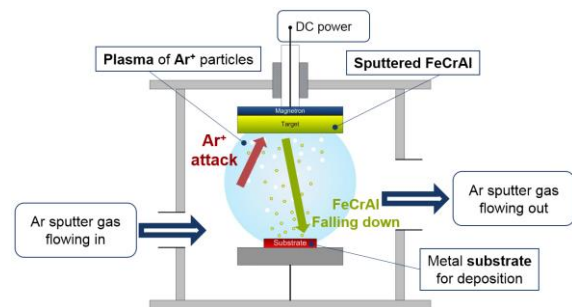 DC power
Plasma of Ar⁺ particles
Sputtered FeCrAl
Magnetron
Target
Ar⁺
attack
FeCrAl
Falling down
Ar sputter gas
flowing in
Ar sputter gas
flowing out
Substrate
Metal substrate
for deposition